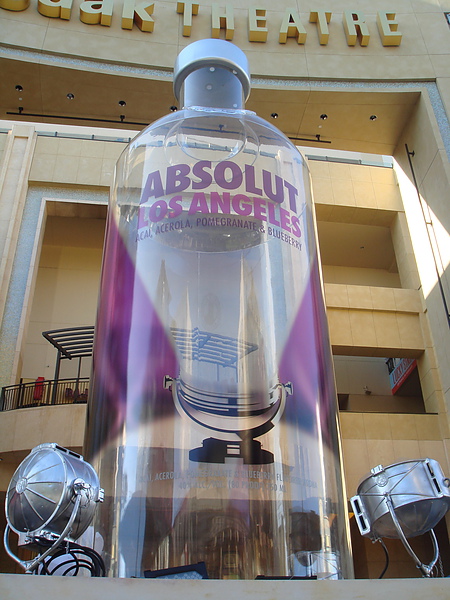 THEATRE
ABSOLUT
LOS ANGELES
ACAI, ACEROLA, POMEGRANATE & BLUEBERRY